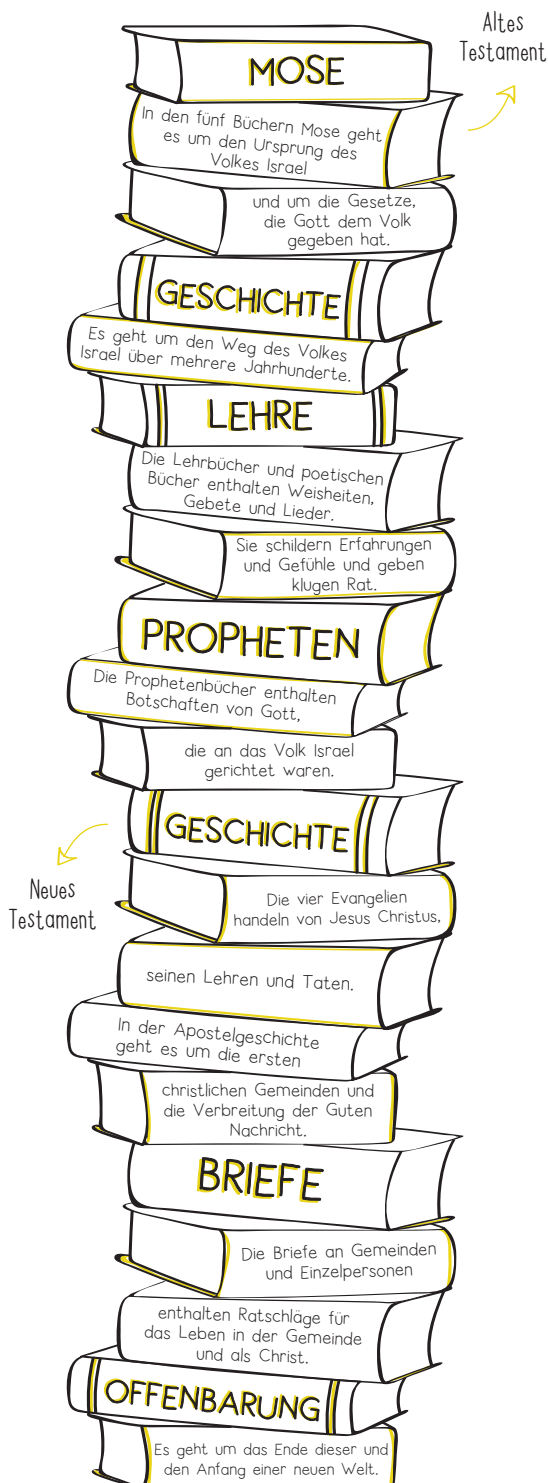 Altes
Testament
MOSE
In den fünf Büchern Mose geht
es um den Ursprung des
Volkes Israel
und um die Gesetze,
die Gott dem Volk
gegeben hat.
GESCHICHTE
Es geht um den Weg des Volkes
Israel über mehrere Jahrhunderte.
LEHRE
Die Lehrbücher und poetischen
Bücher enthalten Weisheiten,
Gebete und Lieder.
Sie schildern Erfahrungen
und Gefühle und geben
klugen Rat.
PROPHETEN
Die Prophetenbücher enthalten
Botschaften von Gott,
die an das Volk Israel
gerichtet waren.
GESCHICHTE
Neues
Testament
Die vier Evangelien
handeln von Jesus Christus,
seinen Lehren und Taten.
In der Apostelgeschichte
geht es um die ersten
christlichen Gemeinden und
die Verbreitung der Guten
Nachricht.
BRIEFE
Die Briefe an Gemeinden
und Einzelpersonen
enthalten Ratschläge für
das Leben in der Gemeinde
und als Christ.
OFFENBARUNG
Es geht um das Ende dieser und
den Anfang einer neuen Welt.